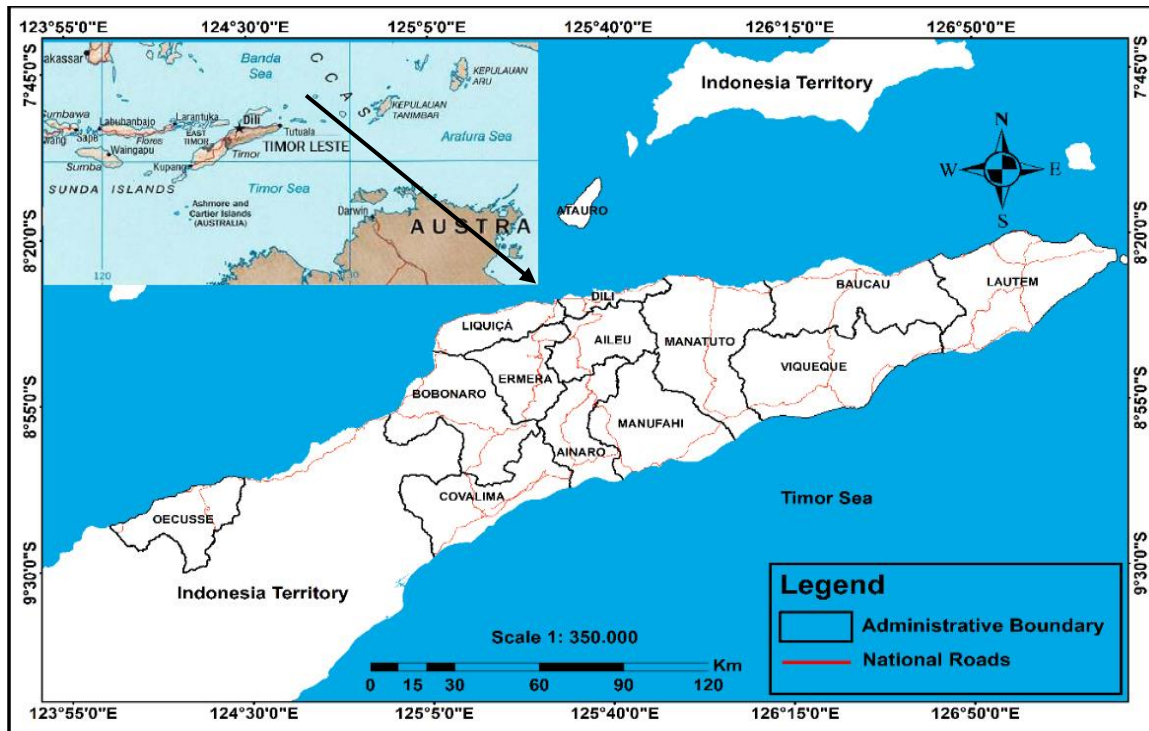 123°55'0"E 124°30'0"E 125°5'0"E 125°40'0"E 126°15'0"E 126°50'0"E
7°45'0"S
8°20'0"S
8°55'0"S
9°30'0"S
akassar
Banda
Sea
C C A S
KEPULAUAN
ARU
KEPULAUAN
TANIMBAR
Sumbawa
Labuhanbajo
Larantuka
Dili
Sape
Flores
EAST
TIMOR
Tutuala
Arafura Sea
Waingapu
Timor
TIMOR LESTE
Sumba
Kupang
SUNDA ISLANDS
Timor Sea
Ashmore and
Cartier Islands
(AUSTRALIA)
Darwin
AUSTRA
120
Indonesia Territory
N
W E
S
ATAURO
DILI
BAUCAU
LAUTEM
LIQUIÇÁ
AILEU
MANATUTO
VIQUEQUE
ERMERA
BOBONARO
MANUFAHI
AINARO
COVALIMA
OECUSSE
Timor Sea
Indonesia Territory
Legend
Administrative Boundary
National Roads
Scale 1: 350.000
Km
0 15 30 60 90 120
7°45'0"S
8°20'0"S
8°55'0"S
9°30'0"S
123°55'0"E 124°30'0"E 125°5'0"E 125°40'0"E 126°15'0"E 126°50'0"E